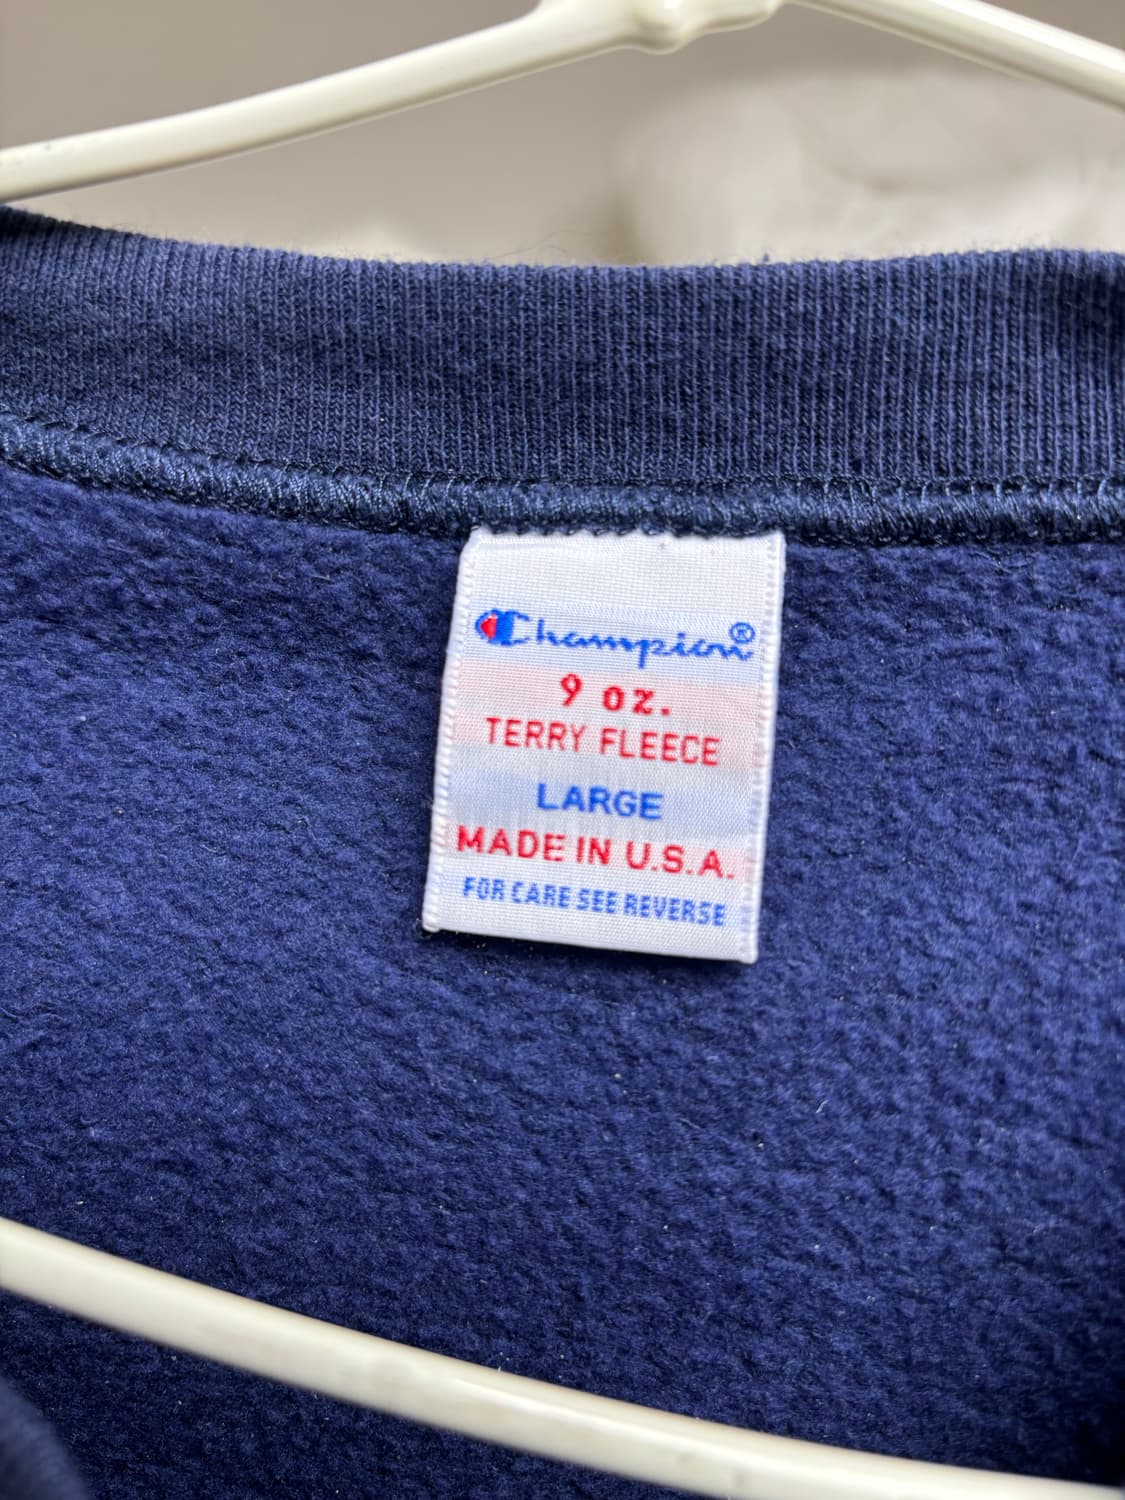 Champion®
9 oz.
TERRY FLEECE
LARGE
MADE IN U.S.A.
FOR CARE SEE REVERSE